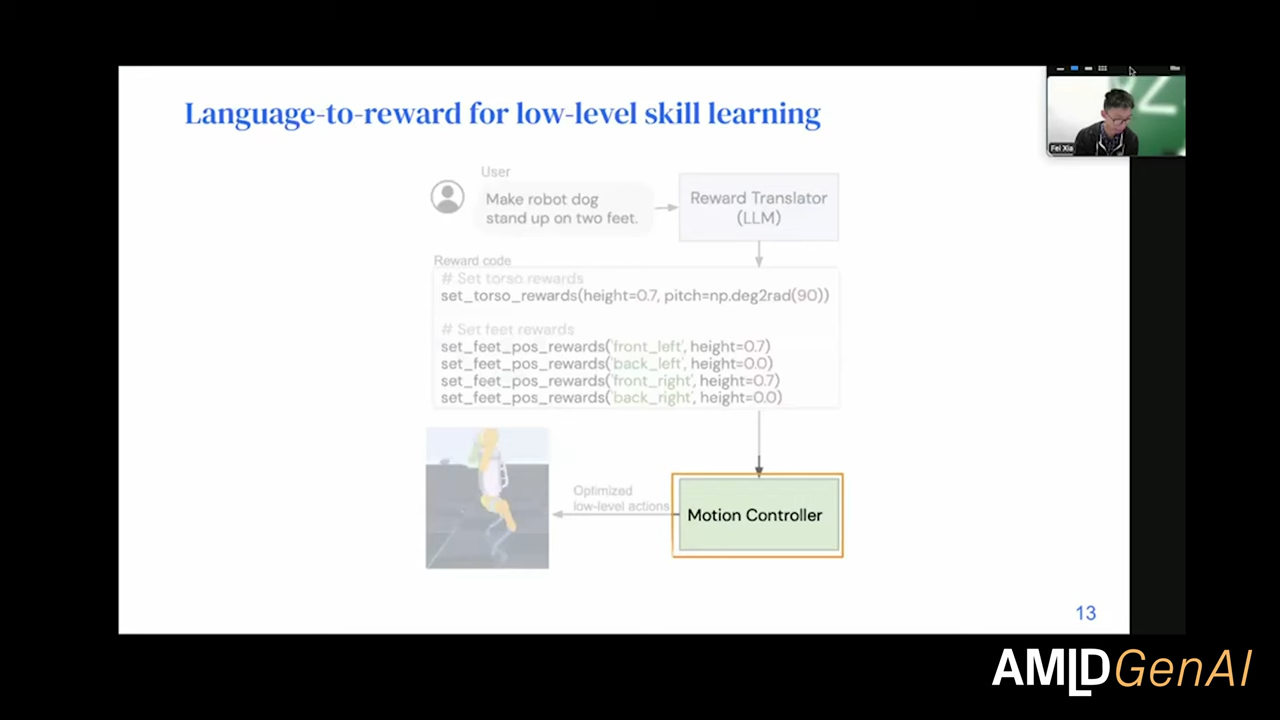 Language-to-reward for low-level skill learning
Fei Xia
User
Make robot dog
stand up on two feet.
Reward Translator
(LLM)
Reward code
# Set torso rewards
set_torso_rewards(height=0.7, pitch=np.deg2rad(90))
# Set feet rewards
set_feet_pos_rewards('front_left', height=0.7)
set_feet_pos_rewards('back_left', height=0.0)
set_feet_pos_rewards('front_right', height=0.7)
set_feet_pos_rewards('back_right', height=0.0)
Optimized
low-level actions
Motion Controller
13
AMLDGenAI